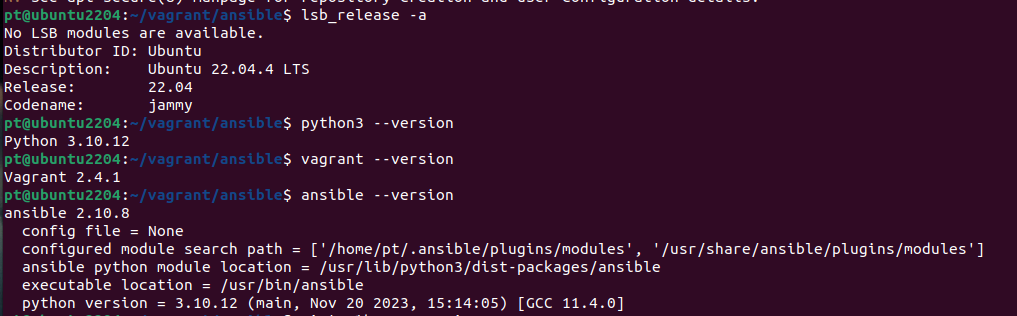 pt@ubuntu2204:~/vagrant/ansible$ lsb_release -a
No LSB modules are available.
Distributor ID: Ubuntu
Description:    Ubuntu 22.04.4 LTS
Release:        22.04
Codename:       jammy
pt@ubuntu2204:~/vagrant/ansible$ python3 --version
Python 3.10.12
pt@ubuntu2204:~/vagrant/ansible$ vagrant --version
Vagrant 2.4.1
pt@ubuntu2204:~/vagrant/ansible$ ansible --version
ansible 2.10.8
  config file = None
  configured module search path = ['/home/pt/.ansible/plugins/modules', '/usr/share/ansible/plugins/modules']
  ansible python module location = /usr/lib/python3/dist-packages/ansible
  executable location = /usr/bin/ansible
  python version = 3.10.12 (main, Nov 20 2023, 15:14:05) [GCC 11.4.0]